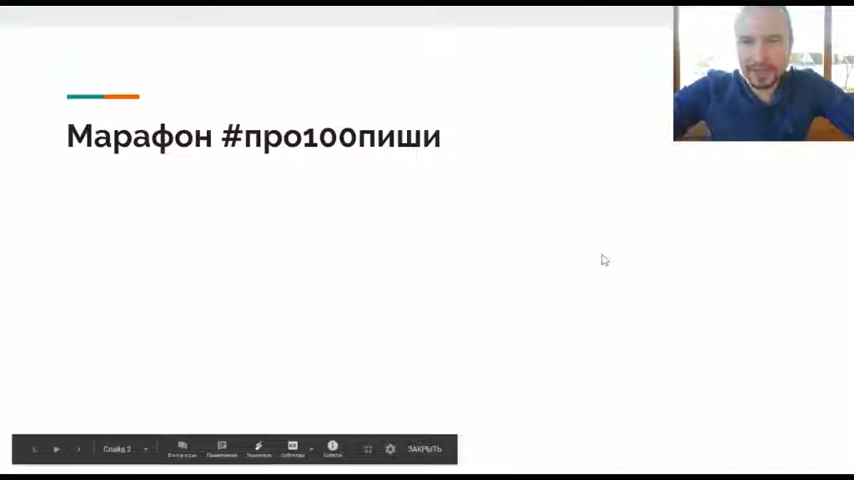 Марафон #про100пиши
Слайд 2
Вопросы
Примечания
Указатель
Субтитры
Советы
ЗАКРЫТЬ